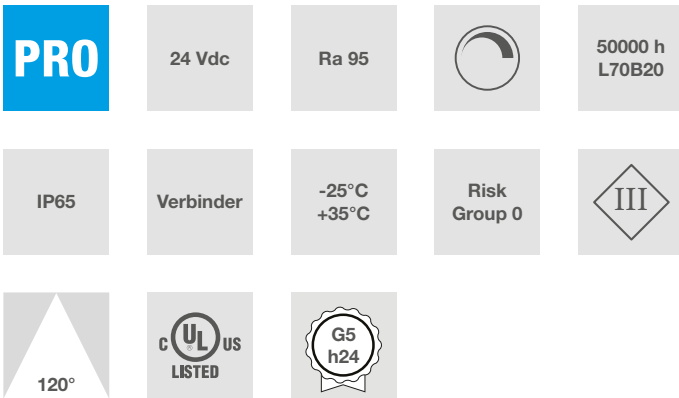 PRO
24 Vdc
Ra 95
50000 h
L70B20
IP65
Verbinder
-25°C
+35°C
Risk
Group 0
III
120°
C UL US
®
LISTED
G5
h24